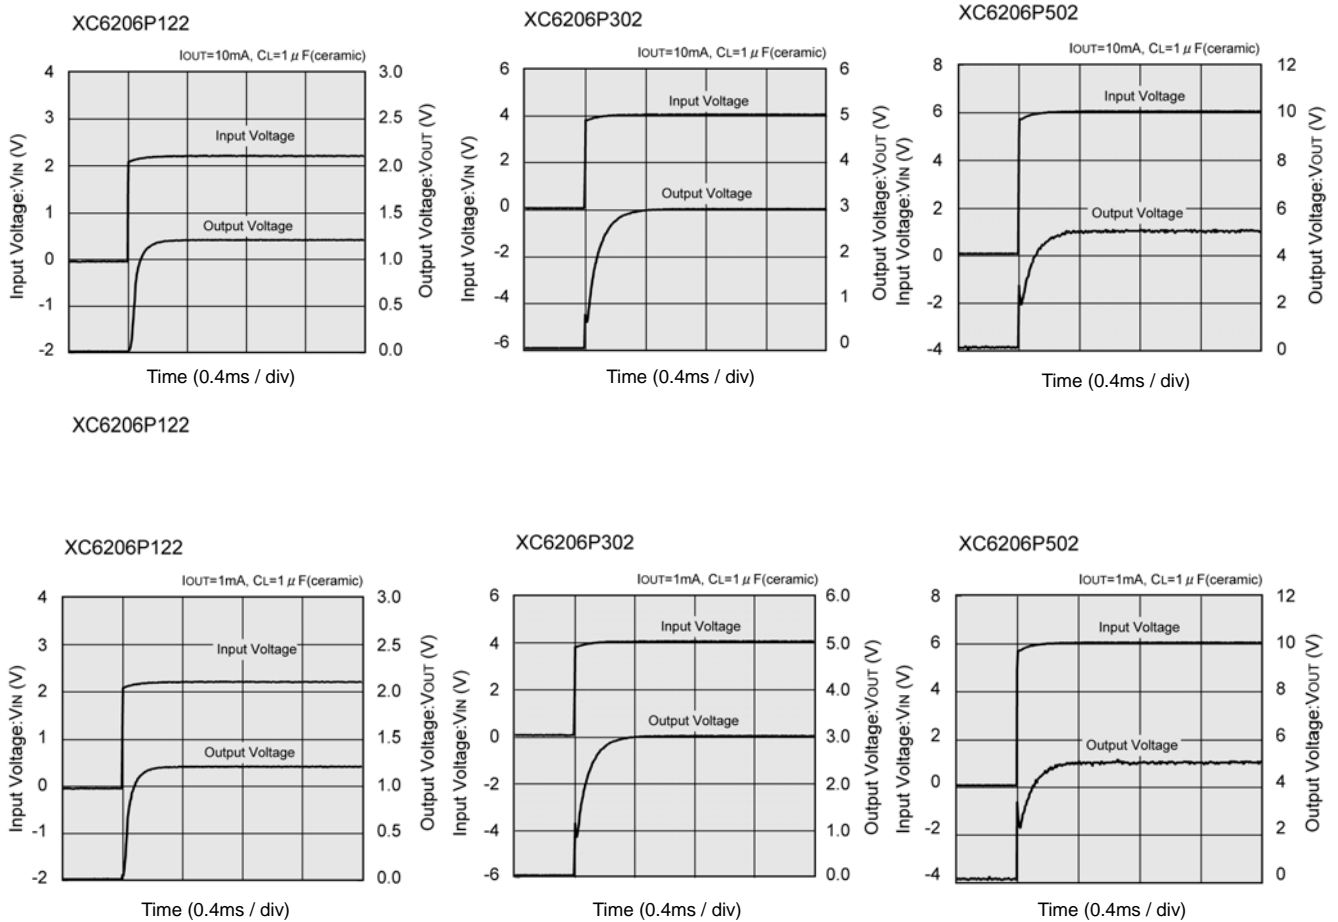 XC6206P122
IOUT=10mA, CL=1 μ F(ceramic)
Input Voltage:VIN (V)
4
3
2
1
0
-1
-2
Input Voltage
Output Voltage
3.0
2.5
2.0
1.5
1.0
0.5
0.0
Output Voltage:VOUT (V)
Time (0.4ms / div)
XC6206P302
IOUT=10mA, CL=1 μ F(ceramic)
Input Voltage:VIN (V)
6
4
2
0
-2
-4
-6
Input Voltage
Output Voltage
6
5
4
3
2
1
0
Output Voltage:VOUT (V)
Time (0.4ms / div)
XC6206P502
IOUT=10mA, CL=1 μ F(ceramic)
Input Voltage:VIN (V)
8
6
4
2
0
-2
-4
Input Voltage
Output Voltage
12
10
8
6
4
2
0
Output Voltage:VOUT (V)
Time (0.4ms / div)
XC6206P122
XC6206P122
IOUT=1mA, CL=1 μ F(ceramic)
Input Voltage:VIN (V)
4
3
2
1
0
-1
-2
Input Voltage
Output Voltage
3.0
2.5
2.0
1.5
1.0
0.5
0.0
Output Voltage:VOUT (V)
Time (0.4ms / div)
XC6206P302
IOUT=1mA, CL=1 μ F(ceramic)
Input Voltage:VIN (V)
6
4
2
0
-2
-4
-6
Input Voltage
Output Voltage
6.0
5.0
4.0
3.0
2.0
1.0
0.0
Output Voltage:VOUT (V)
Time (0.4ms / div)
XC6206P502
IOUT=1mA, CL=1 μ F(ceramic)
Input Voltage:VIN (V)
8
6
4
2
0
-2
-4
Input Voltage
Output Voltage
12
10
8
6
4
2
0
Output Voltage:VOUT (V)
Time (0.4ms / div)